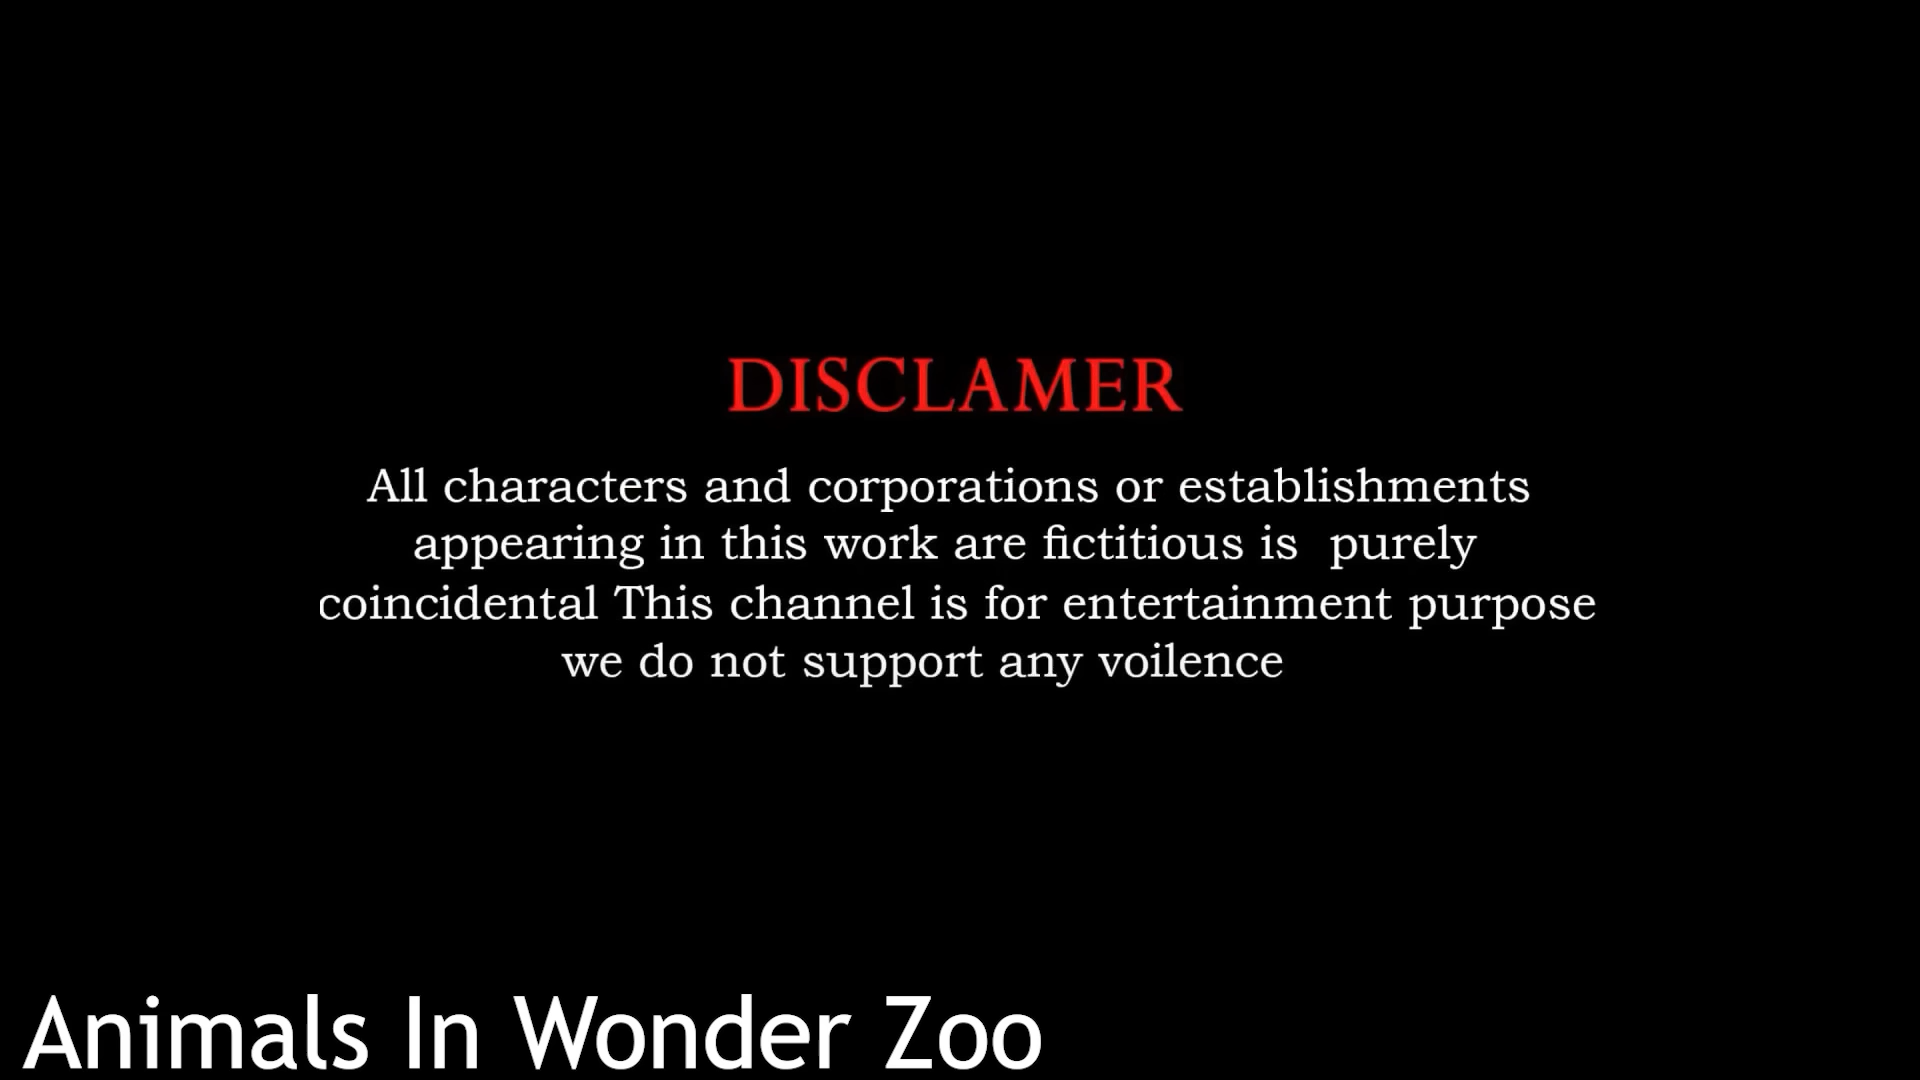 DISCLAMER
All characters and corporations or establishments
appearing in this work are fictitious is  purely
coincidental This channel is for entertainment purpose
we do not support any voilence
Animals In Wonder Zoo